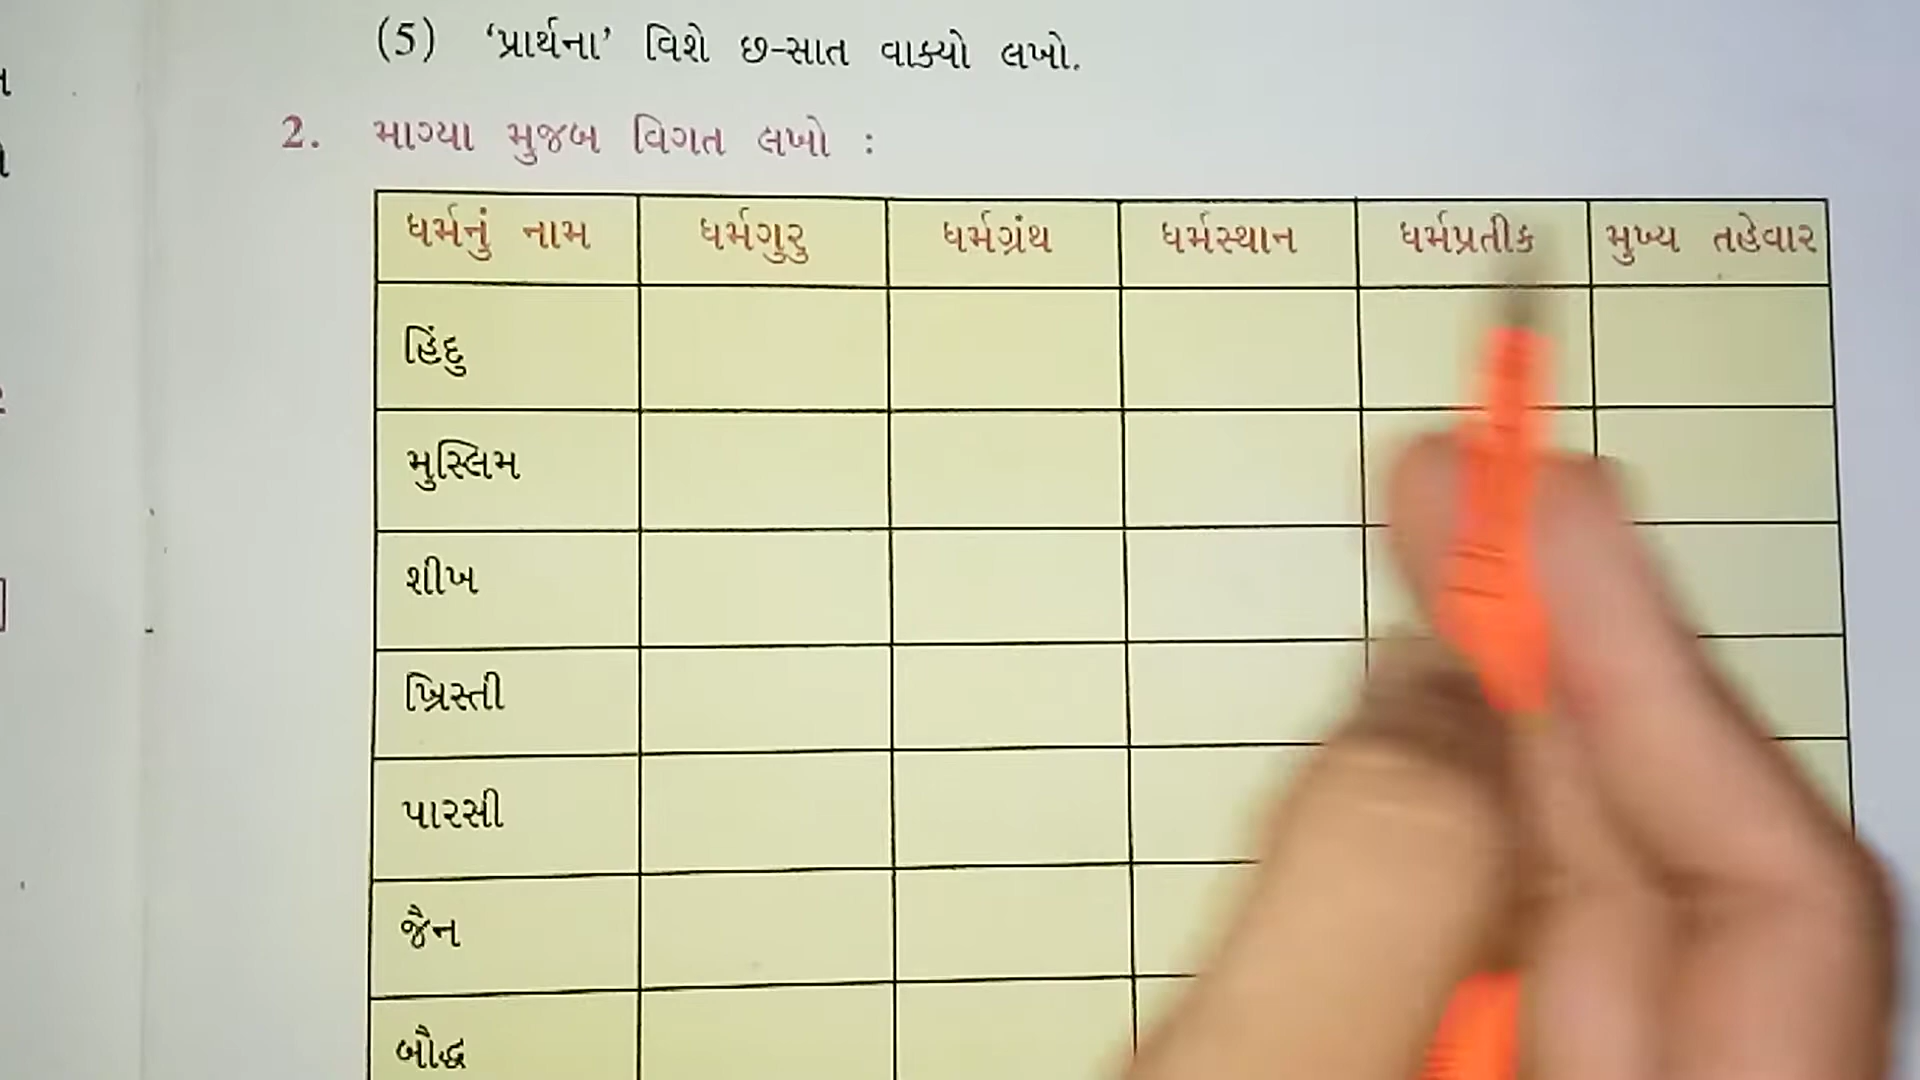 (5) ‘પ્રાર્થના’ વિશે છ-સાત વાક્યો લખો.
2. માગ્યા મુજબ વિગત લખો :
ધર્મનું નામ ધર્મગુરુ ધર્મગ્રંથ ધર્મસ્થાન ધર્મપ્રતીક મુખ્ય તહેવાર
હિંદુ
મુસ્લિમ
શીખ
ખ્રિસ્તી
પારસી
જૈન
બૌદ્ધ